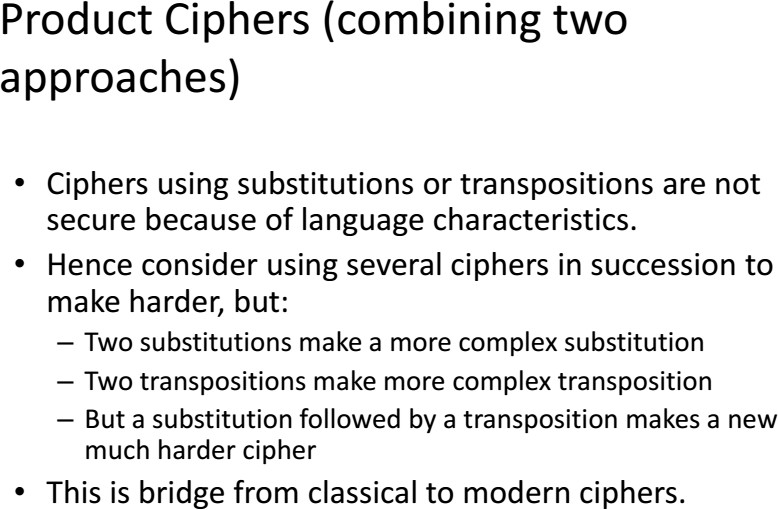 Product Ciphers (combining two
approaches)
• Ciphers using substitutions or transpositions are not
secure because of language characteristics.
• Hence consider using several ciphers in succession to
make harder, but:
– Two substitutions make a more complex substitution
– Two transpositions make more complex transposition
– But a substitution followed by a transposition makes a new
much harder cipher
• This is bridge from classical to modern ciphers.